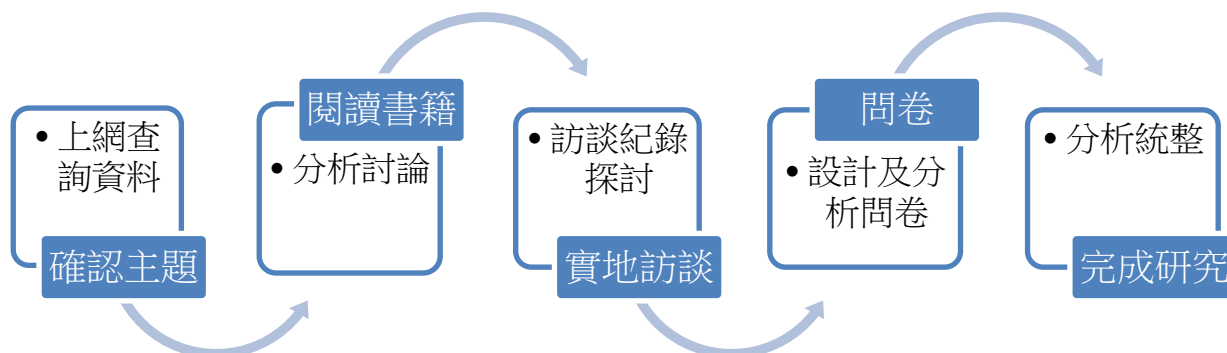 • 上網查
詢資料
確認主題
閱讀書籍
• 分析討論
• 訪談紀錄
探討
實地訪談
問卷
• 設計及分
析問卷
• 分析統整
完成研究